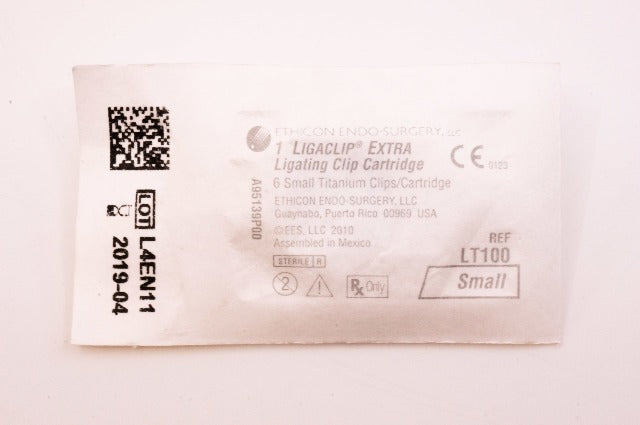 LOT L4EN11
2019-04
ETHICON ENDO-SURGERY, LLC
1 LIGACLIP® EXTRA
Ligating Clip Cartridge
CE 0123
6 Small Titanium Clips/Cartridge
ETHICON ENDO-SURGERY, LLC
Guaynabo, Puerto Rico 00969 USA
©EES, LLC 2010
Assembled in Mexico
A95139P00
STERILE R
2
Rx Only
REF
LT100
Small